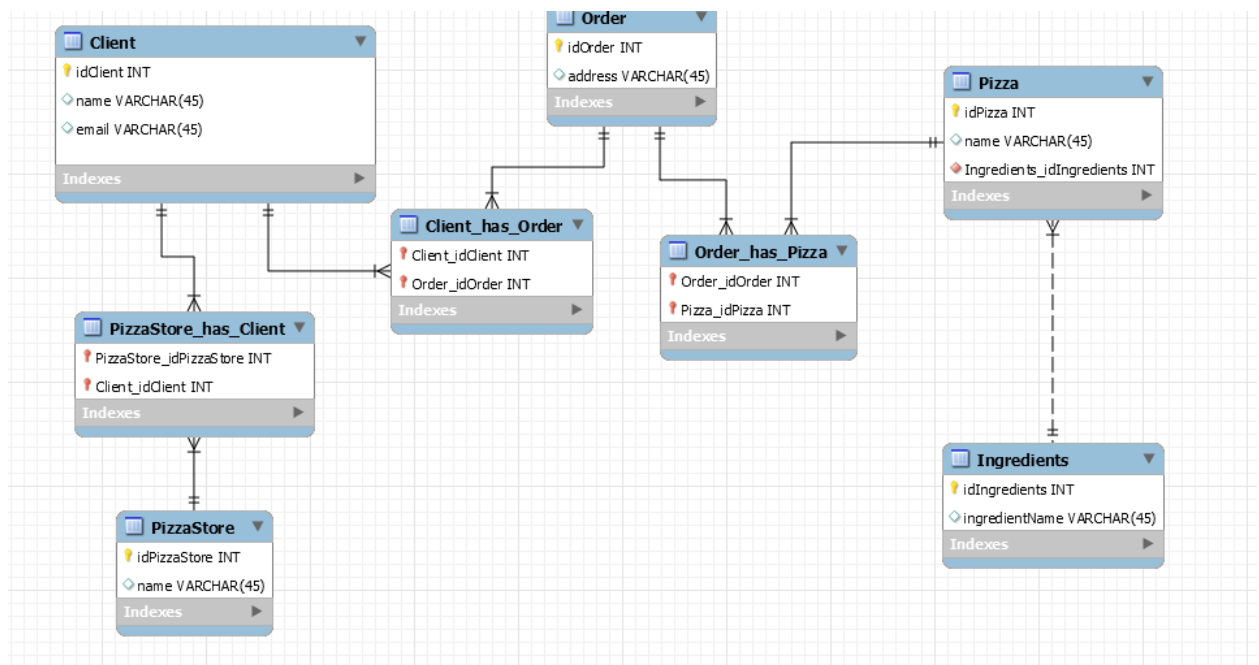 Client
idClient INT
name VARCHAR(45)
email VARCHAR(45)
Indexes
Order
idOrder INT
address VARCHAR(45)
Indexes
Pizza
idPizza INT
name VARCHAR(45)
Ingredients_idIngredients INT
Indexes
Client_has_Order
Client_idClient INT
Order_idOrder INT
Indexes
Order_has_Pizza
Order_idOrder INT
Pizza_idPizza INT
Indexes
PizzaStore_has_Client
PizzaStore_idPizzaStore INT
Client_idClient INT
Indexes
Ingredients
idIngredients INT
ingredientName VARCHAR(45)
Indexes
PizzaStore
idPizzaStore INT
name VARCHAR(45)
Indexes